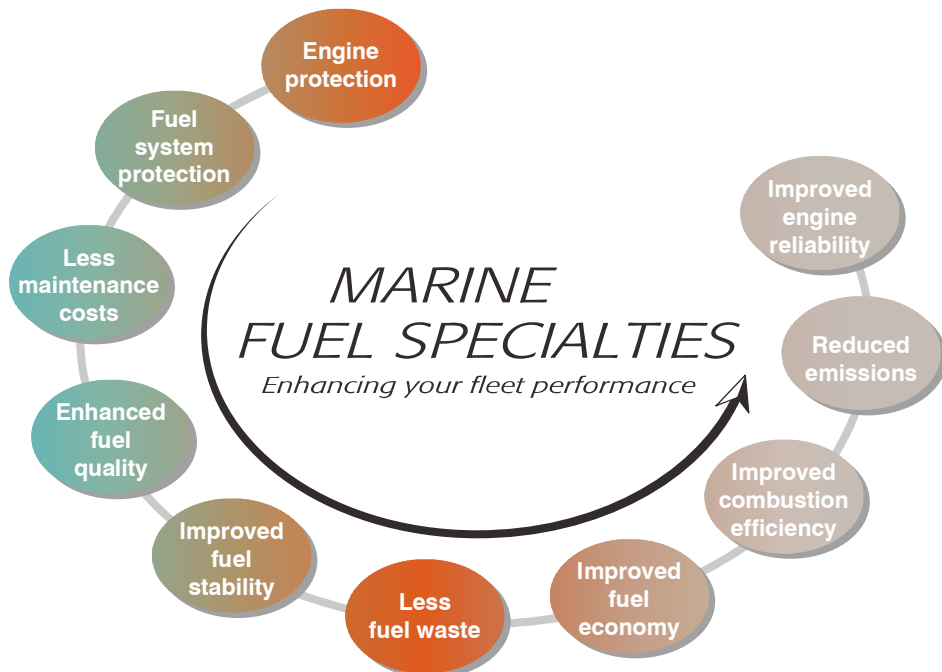 Engine
protection
Fuel
system
protection
Less
maintenance
costs
Enhanced
fuel
quality
Improved
fuel
stability
Less
fuel waste
Improved
fuel
economy
Improved
combustion
efficiency
Reduced
emissions
Improved
engine
reliability
MARINE
FUEL SPECIALTIES
Enhancing your fleet performance